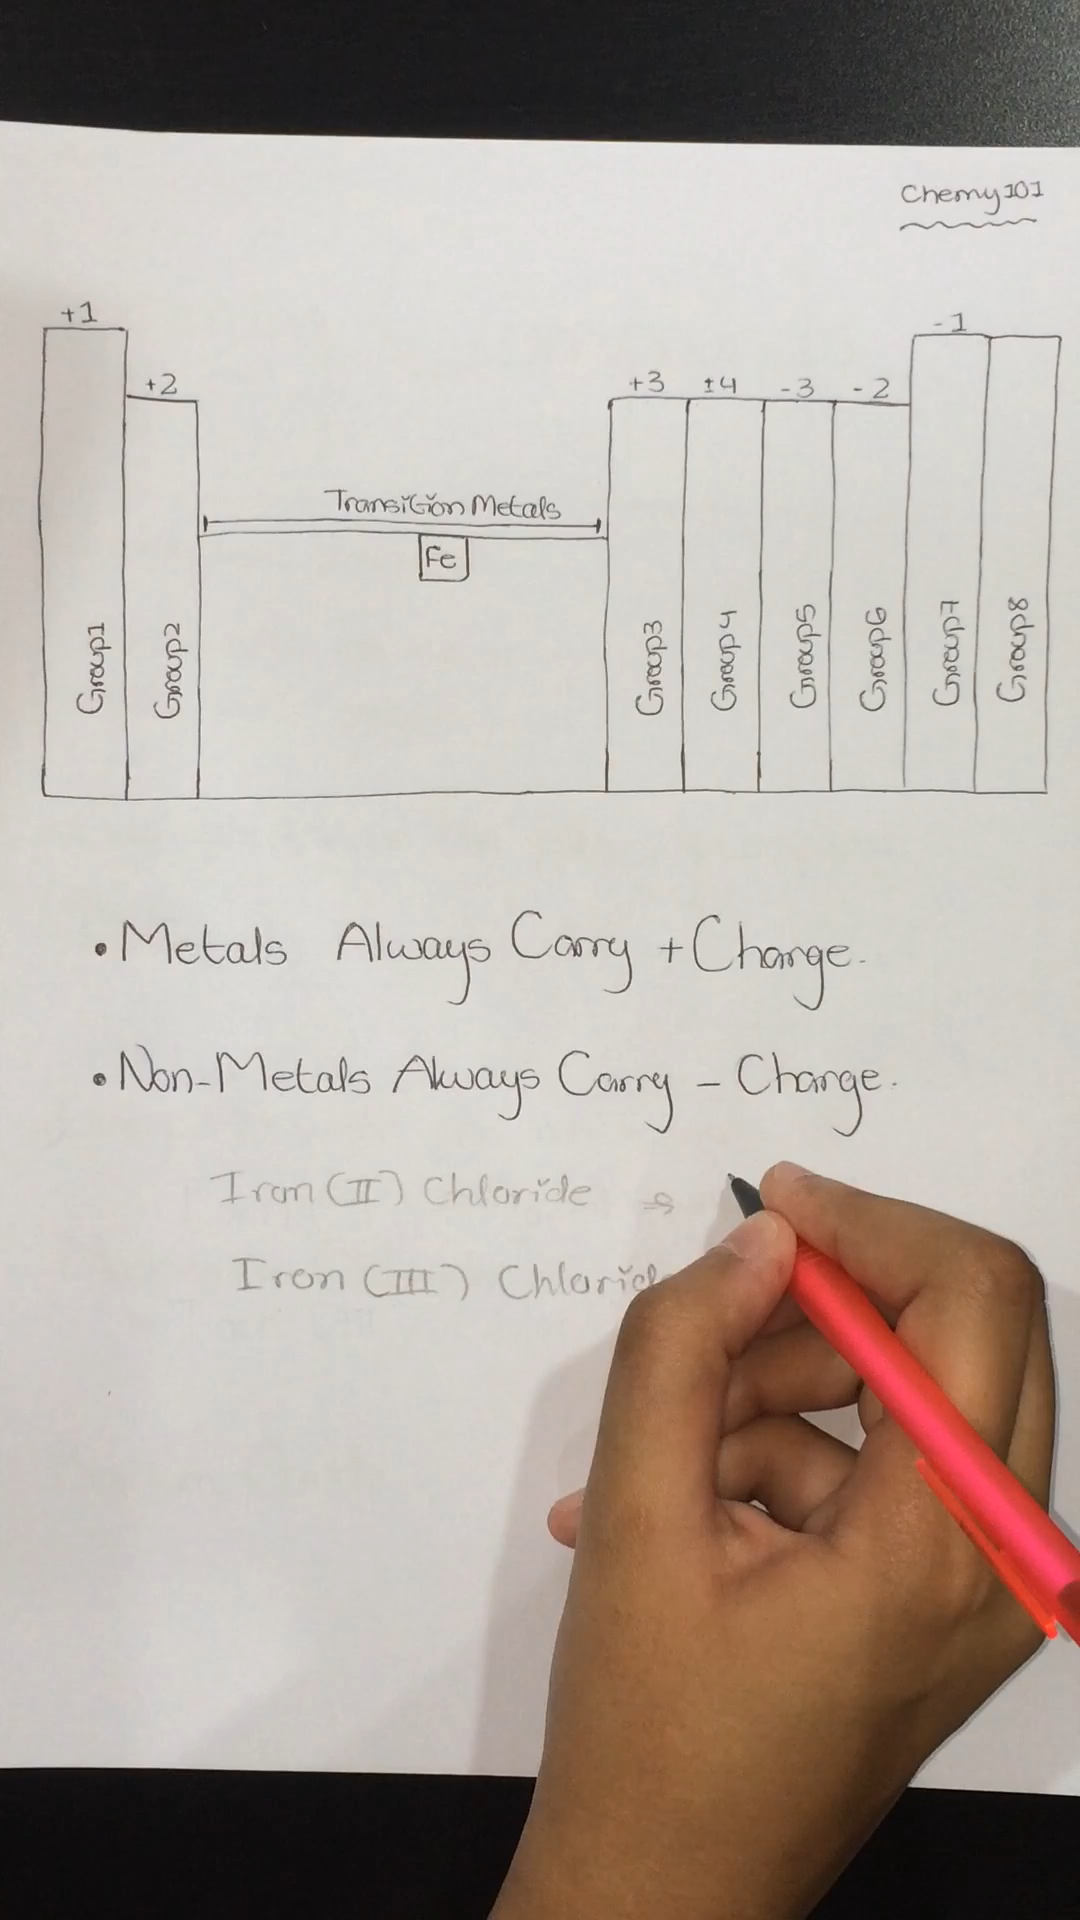 Chemy101
+1
-1
+2
+3 ±4 -3 -2
Transition Metals
Fe
Group1 Group2 Group3 Group4 Group5 Group6 Group7 Group8
• Metals Always Carry + Charge.
• Non-Metals Always Carry - Charge.
Iron (II) Chloride →
Iron (III) Chloride